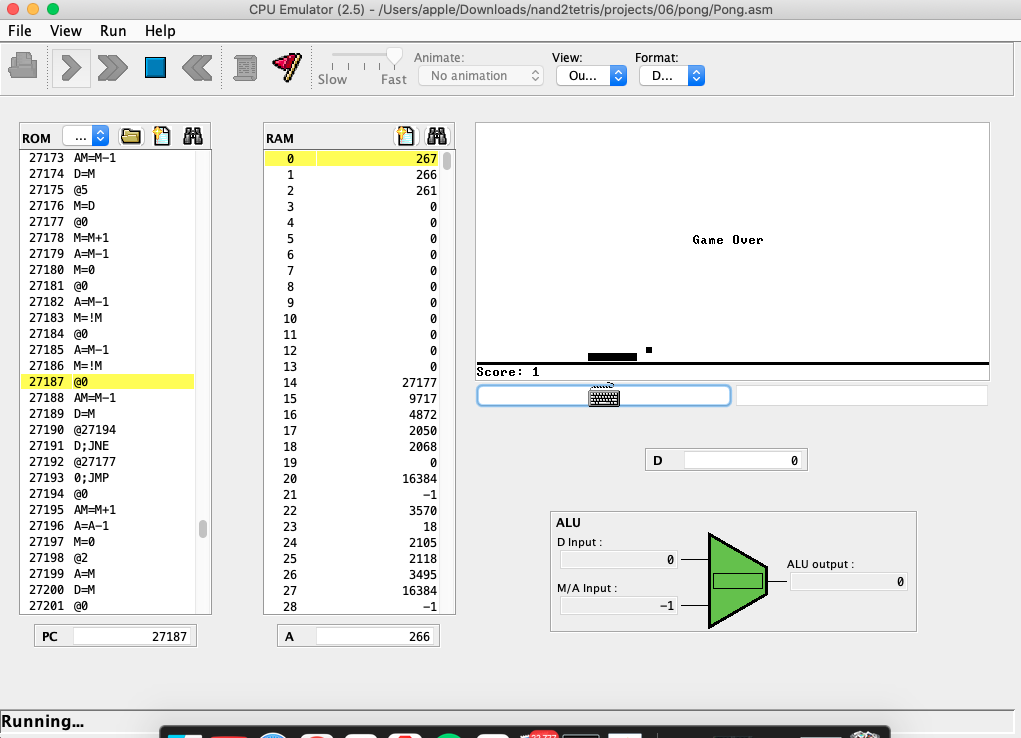 CPU Emulator (2.5) - /Users/apple/Downloads/nand2tetris/projects/06/pong/Pong.asm
File View Run Help
Slow Fast
Animate:
No animation
View:
Ou...
Format:
D...
ROM ...
27173 AM=M-1
27174 D=M
27175 @5
27176 M=D
27177 @0
27178 M=M+1
27179 A=M-1
27180 M=0
27181 @0
27182 A=M-1
27183 M=!M
27184 @0
27185 A=M-1
27186 M=!M
27187 @0
27188 AM=M-1
27189 D=M
27190 @27194
27191 D;JNE
27192 @27177
27193 0;JMP
27194 @0
27195 AM=M+1
27196 A=A-1
27197 M=0
27198 @2
27199 A=M
27200 D=M
27201 @0
PC 27187
RAM
0 267
1 266
2 261
3 0
4 0
5 0
6 0
7 0
8 0
9 0
10 0
11 0
12 0
13 0
14 27177
15 9717
16 4872
17 2050
18 2068
19 0
20 16384
21 -1
22 3570
23 18
24 2105
25 2118
26 3495
27 16384
28 -1
A 266
Game Over
Score: 1
D 0
ALU
D Input :
0
M/A Input :
-1
ALU output :
0
Running...